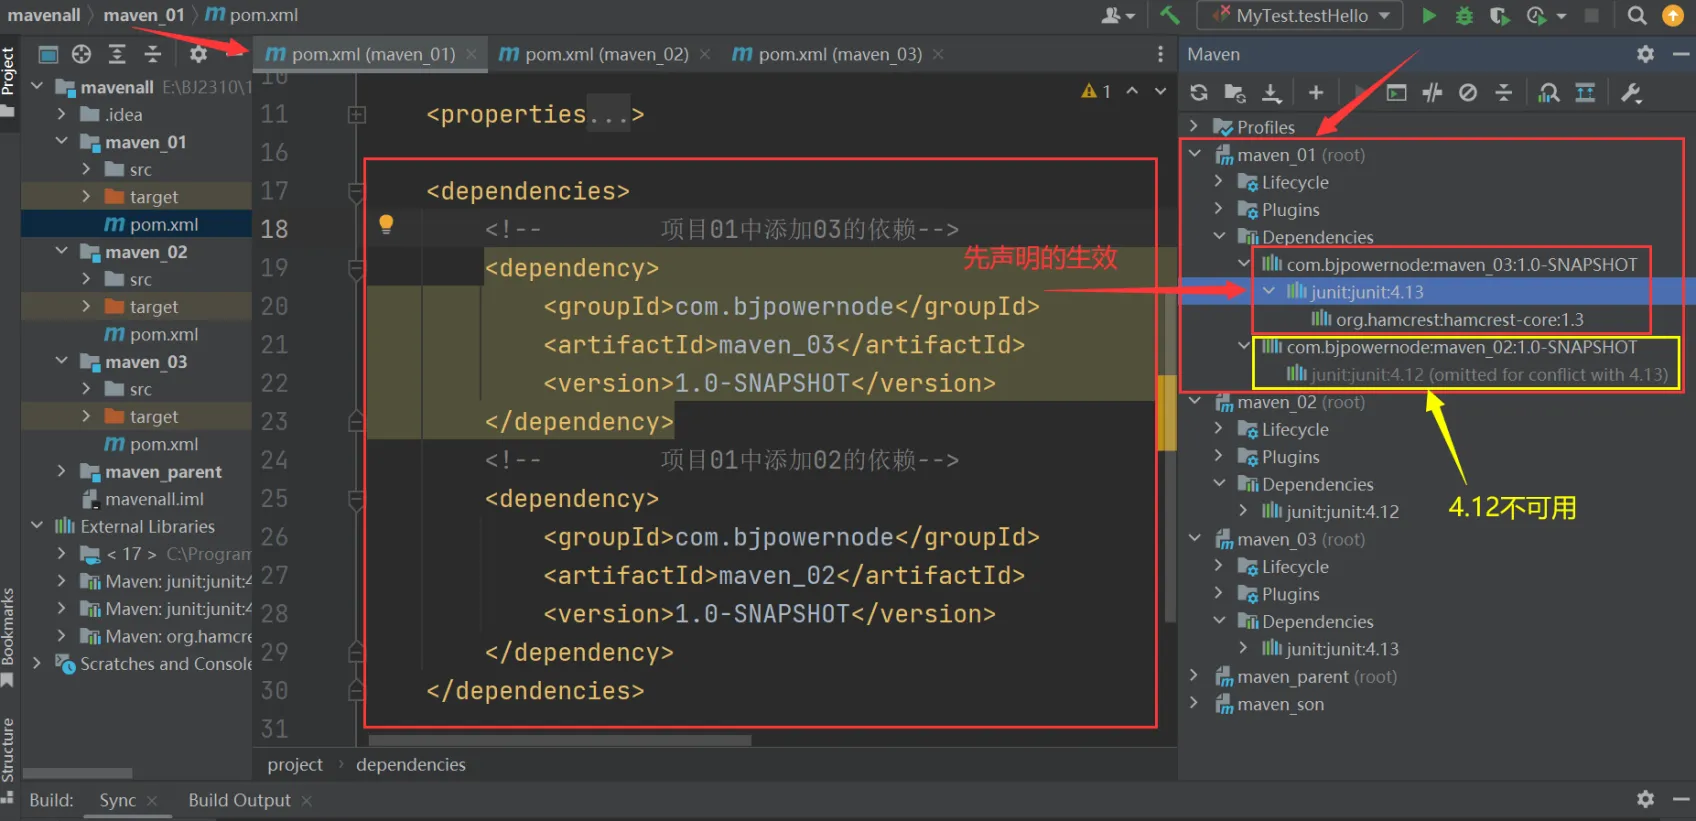 mavenall
maven_01
pom.xml
MyTest.testHello
Project
pom.xml (maven_01)
pom.xml (maven_02)
pom.xml (maven_03)
Maven
mavenall E:\BJ2310\1
.idea
maven_01
src
target
pom.xml
maven_02
src
target
pom.xml
maven_03
src
target
pom.xml
maven_parent
mavenall.iml
External Libraries
< 17 > C:\Program
Maven: junit:junit:4
Maven: junit:junit:4
Maven: org.hamcre
Scratches and Console
Bookmarks
Structure
1
10
11 <properties...>
16
17 <dependencies>
18 <!-- 项目01中添加03的依赖-->
19 <dependency>
20 <groupId>com.bjpowernode</groupId>
21 <artifactId>maven_03</artifactId>
22 <version>1.0-SNAPSHOT</version>
23 </dependency>
24 <!-- 项目01中添加02的依赖-->
25 <dependency>
26 <groupId>com.bjpowernode</groupId>
27 <artifactId>maven_02</artifactId>
28 <version>1.0-SNAPSHOT</version>
29 </dependency>
30 </dependencies>
31
先声明的生效
project
dependencies
Profiles
maven_01 (root)
Lifecycle
Plugins
Dependencies
com.bjpowernode:maven_03:1.0-SNAPSHOT
junit:junit:4.13
org.hamcrest:hamcrest-core:1.3
com.bjpowernode:maven_02:1.0-SNAPSHOT
junit:junit:4.12 (omitted for conflict with 4.13)
maven_02 (root)
Lifecycle
Plugins
Dependencies
junit:junit:4.12
4.12不可用
maven_03 (root)
Lifecycle
Plugins
Dependencies
junit:junit:4.13
maven_parent (root)
maven_son
Build:
Sync
Build Output